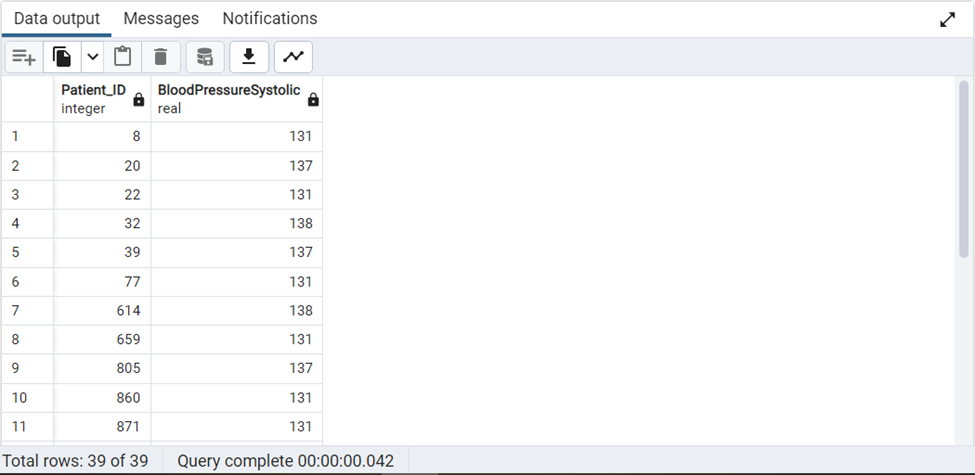 Data output Messages Notifications
Patient_ID BloodPressureSystolic
integer real
1 8 131
2 20 137
3 22 131
4 32 138
5 39 137
6 77 131
7 614 138
8 659 131
9 805 137
10 860 131
11 871 131
Total rows: 39 of 39 Query complete 00:00:00.042